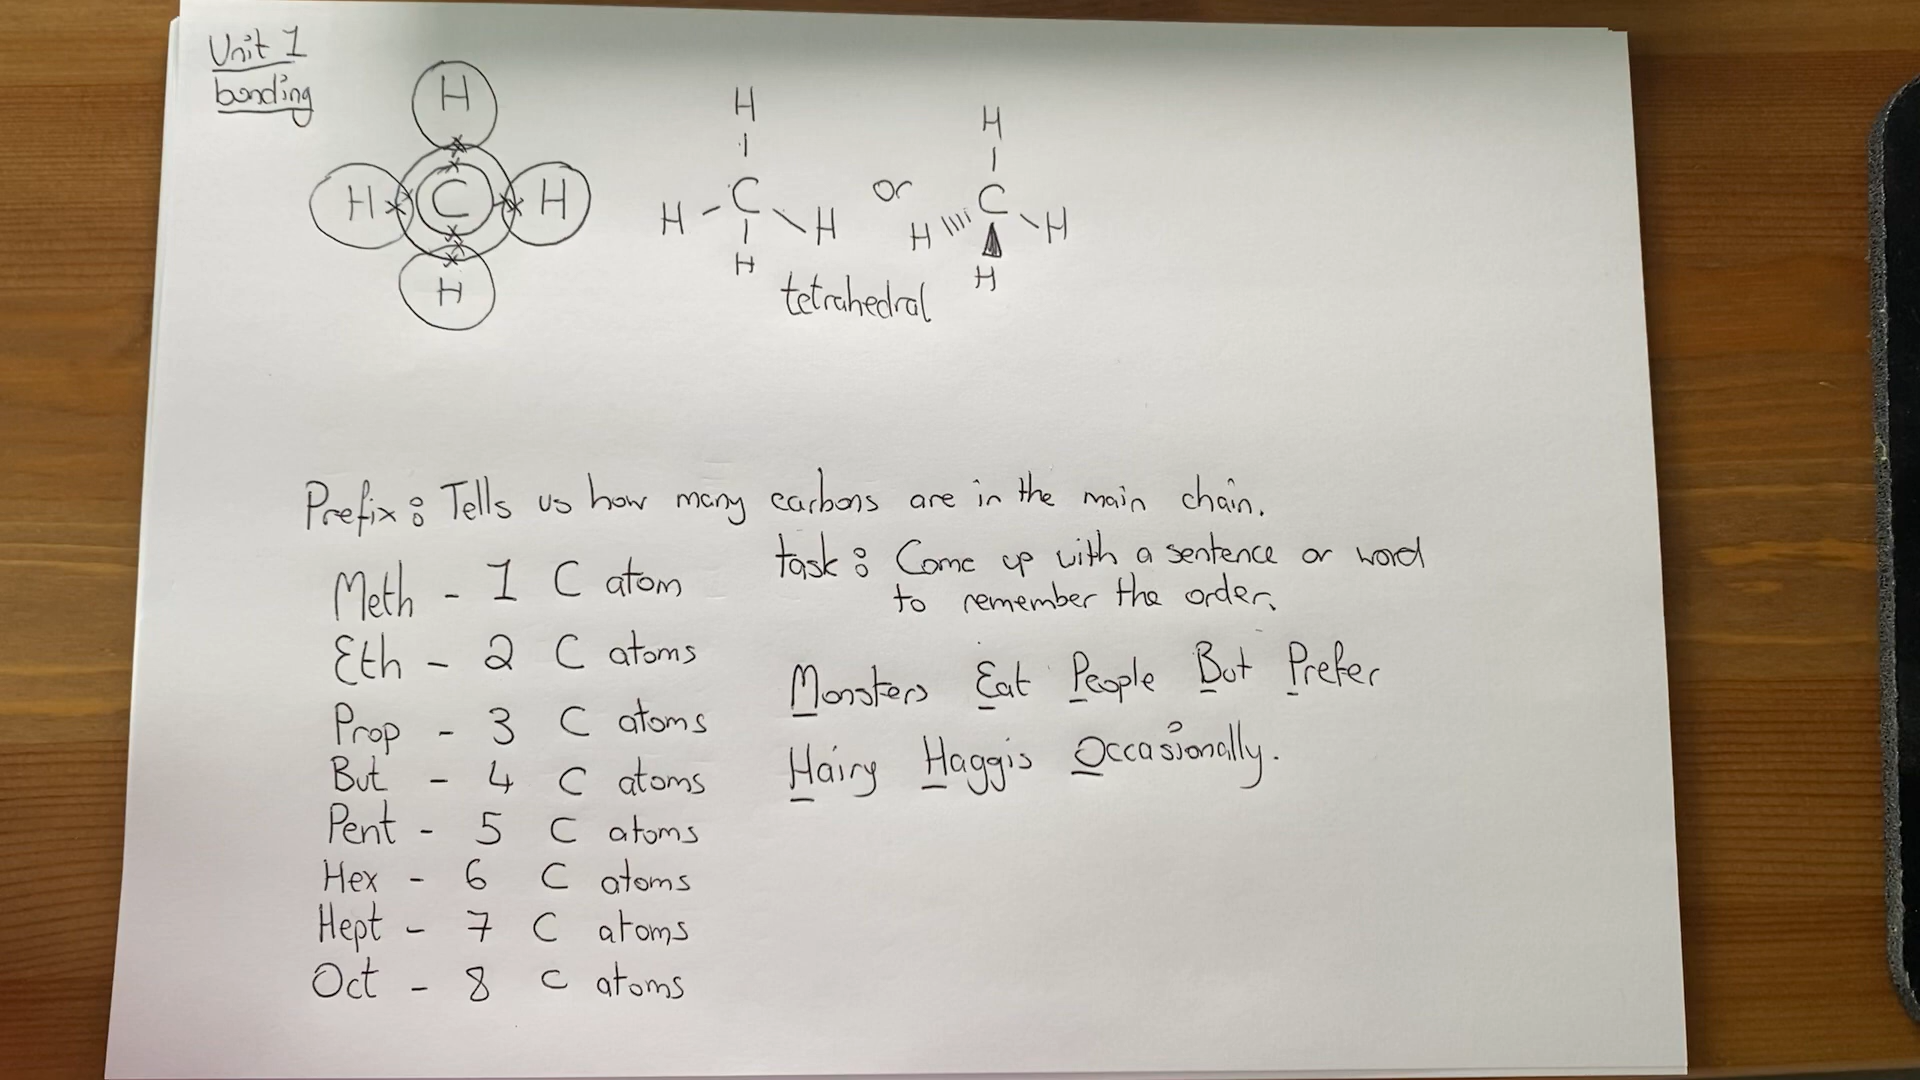 Unit 1
bonding
H
H C H
H
H
C
H H
H
or
H
C
H H
H
tetrahedral
Prefix: Tells us how many carbons are in the main chain.
Meth - 1 C atom
Eth - 2 C atoms
Prop - 3 C atoms
But - 4 C atoms
Pent - 5 C atoms
Hex - 6 C atoms
Hept - 7 C atoms
Oct - 8 C atoms
task: Come up with a sentence or word
to remember the order.
Monsters Eat People But Prefer
Hairy Haggis Occasionally.